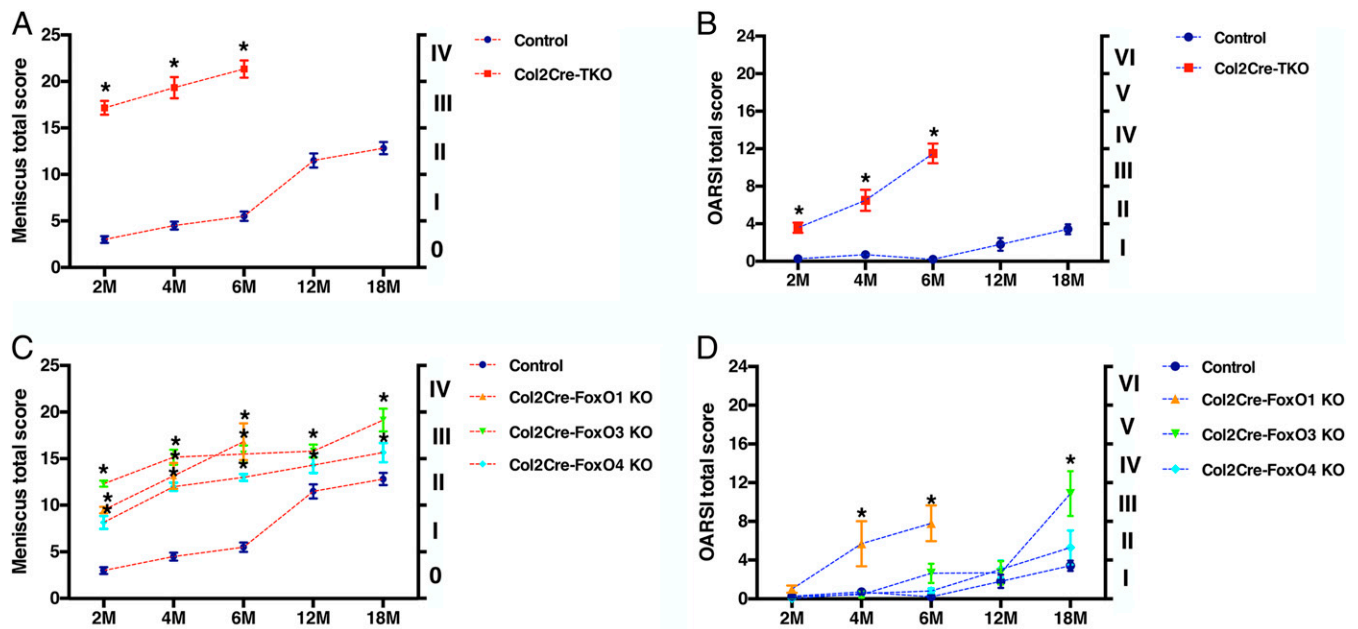 A
Meniscus total score
25
20
15
10
5
0
2M 4M 6M 12M 18M
IV
III
II
I
0
* * *
Control
Col2Cre-TKO
B
OARSI total score
24
20
16
12
8
4
0
2M 4M 6M 12M 18M
VI
V
IV
III
II
I
* * *
Control
Col2Cre-TKO
C
Meniscus total score
25
20
15
10
5
0
2M 4M 6M 12M 18M
IV
III
II
I
0
* * * * *
* * * * *
* * *
Control
Col2Cre-FoxO1 KO
Col2Cre-FoxO3 KO
Col2Cre-FoxO4 KO
D
OARSI total score
24
20
16
12
8
4
0
2M 4M 6M 12M 18M
VI
V
IV
III
II
I
* * *
Control
Col2Cre-FoxO1 KO
Col2Cre-FoxO3 KO
Col2Cre-FoxO4 KO